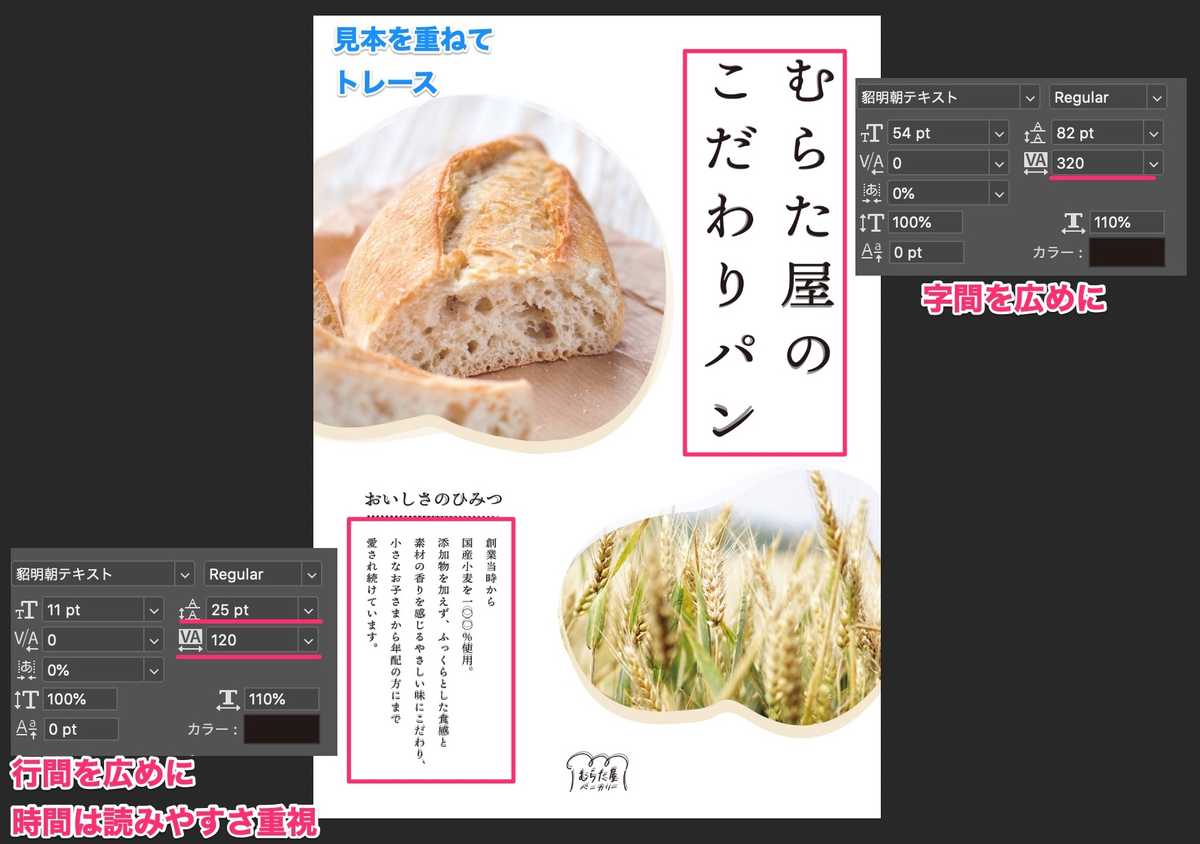 見本を重ねて
トレース
むらた屋の
こだわりパン
貂明朝テキスト
Regular
54 pt
82 pt
0
320
0%
100%
110%
0 pt
カラー：
字間を広めに
おいしさのひみつ
創業当時から
国産小麦を一〇〇%使用。
添加物を加えず、ふっくらとした食感と
素材の香りを感じるやさしい味にこだわり、
小さなお子さまから年配の方にまで
愛され続けています。
貂明朝テキスト
Regular
11 pt
25 pt
0
120
0%
100%
110%
0 pt
カラー：
行間を広めに
時間は読みやすさ重視
むらた屋
ベーカリー